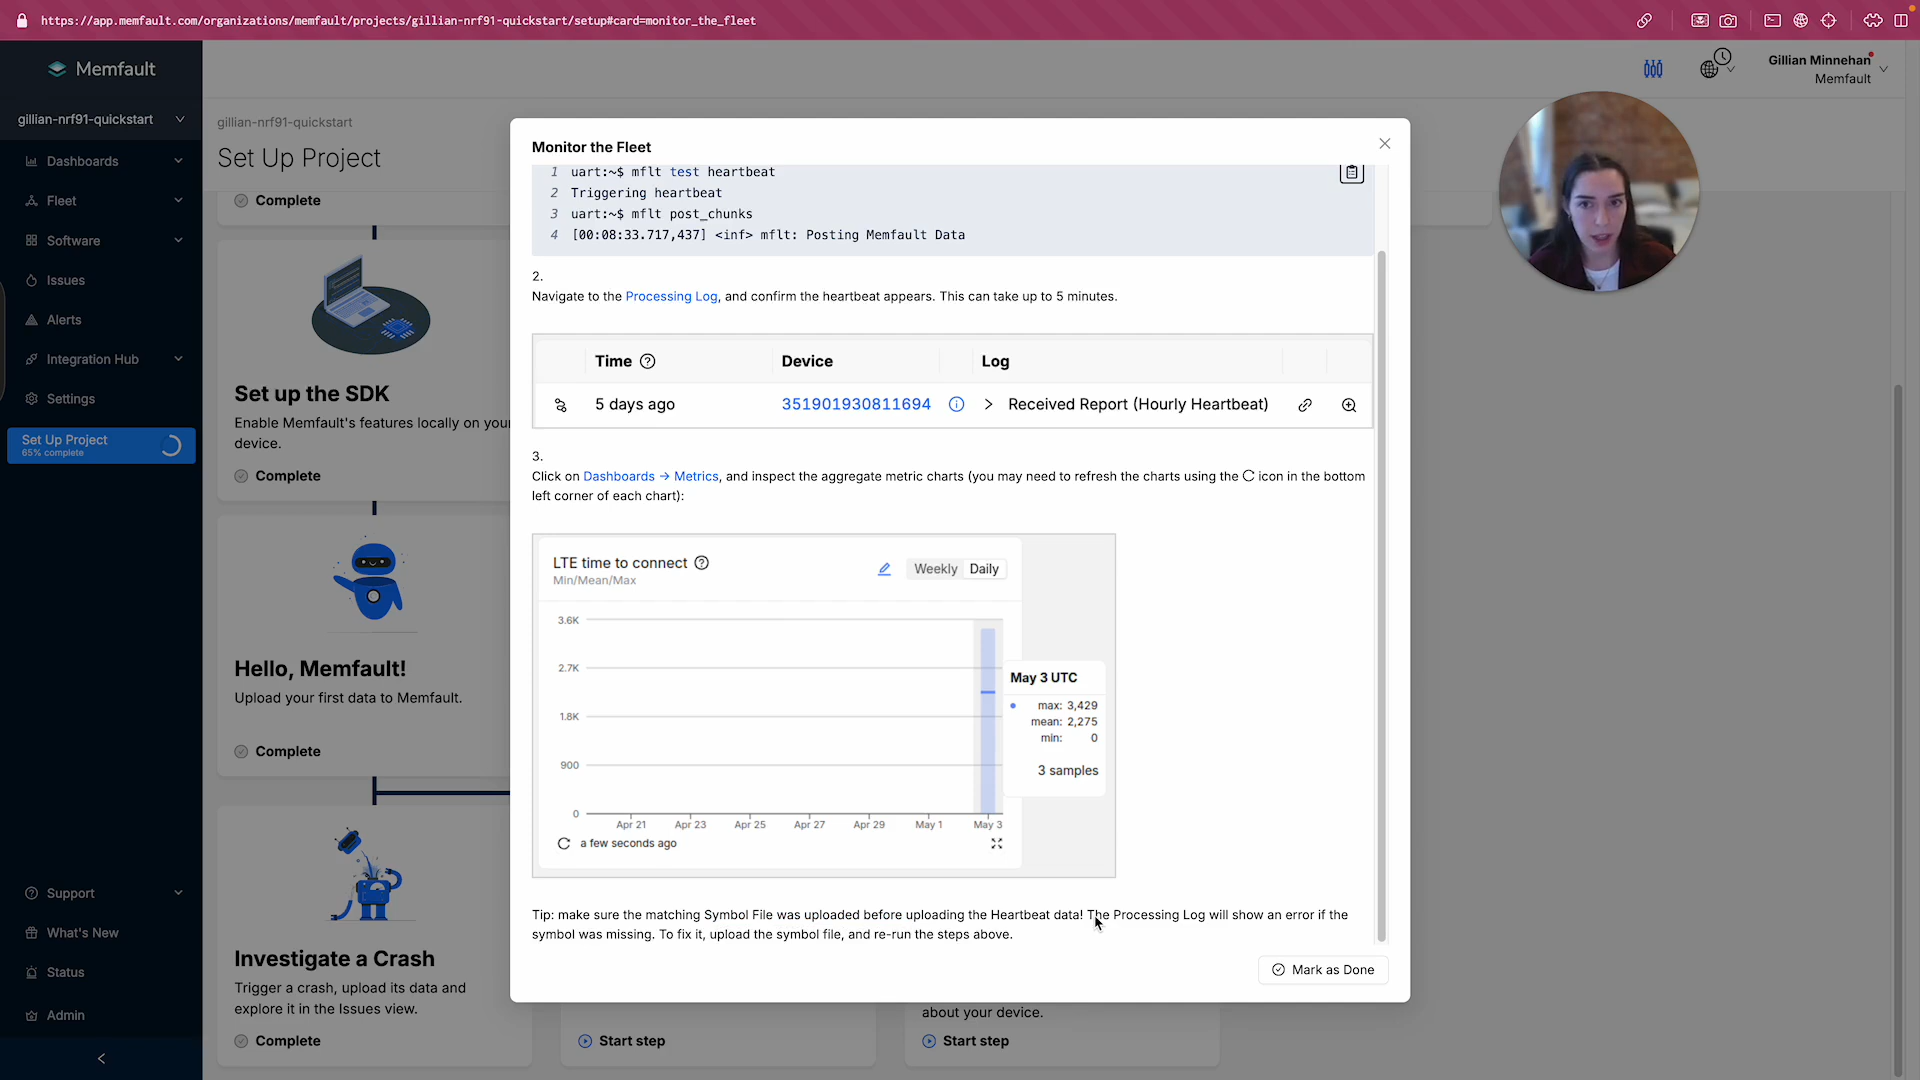 https://app.memfault.com/organizations/memfault/projects/gillian-nrf91-quickstart/setup#card=monitor_the_fleet
Memfault
Gillian Minnehan
Memfault
gillian-nrf91-quickstart
Dashboards
Fleet
Software
Issues
Alerts
Integration Hub
Settings
Set Up Project
65% complete
Support
What's New
Status
Admin
gillian-nrf91-quickstart
Set Up Project
Complete
Set up the SDK
Enable Memfault's features locally on your
device.
Complete
Hello, Memfault!
Upload your first data to Memfault.
Complete
Investigate a Crash
Trigger a crash, upload its data and
explore it in the Issues view.
Complete
Start step
about your device.
Start step
Monitor the Fleet
1 uart:~$ mflt test heartbeat
2 Triggering heartbeat
3 uart:~$ mflt post_chunks
4 [00:08:33.717,437] <inf> mflt: Posting Memfault Data
2.
Navigate to the Processing Log, and confirm the heartbeat appears. This can take up to 5 minutes.
Time Device Log
5 days ago 351901930811694 Received Report (Hourly Heartbeat)
3.
Click on Dashboards → Metrics, and inspect the aggregate metric charts (you may need to refresh the charts using the icon in the bottom
left corner of each chart):
LTE time to connect
Min/Mean/Max
Weekly Daily
3.6K
2.7K
1.8K
900
0
Apr 21 Apr 23 Apr 25 Apr 27 Apr 29 May 1 May 3
a few seconds ago
May 3 UTC
max: 3,429
mean: 2,275
min: 0
3 samples
Tip: make sure the matching Symbol File was uploaded before uploading the Heartbeat data! The Processing Log will show an error if the
symbol was missing. To fix it, upload the symbol file, and re-run the steps above.
Mark as Done